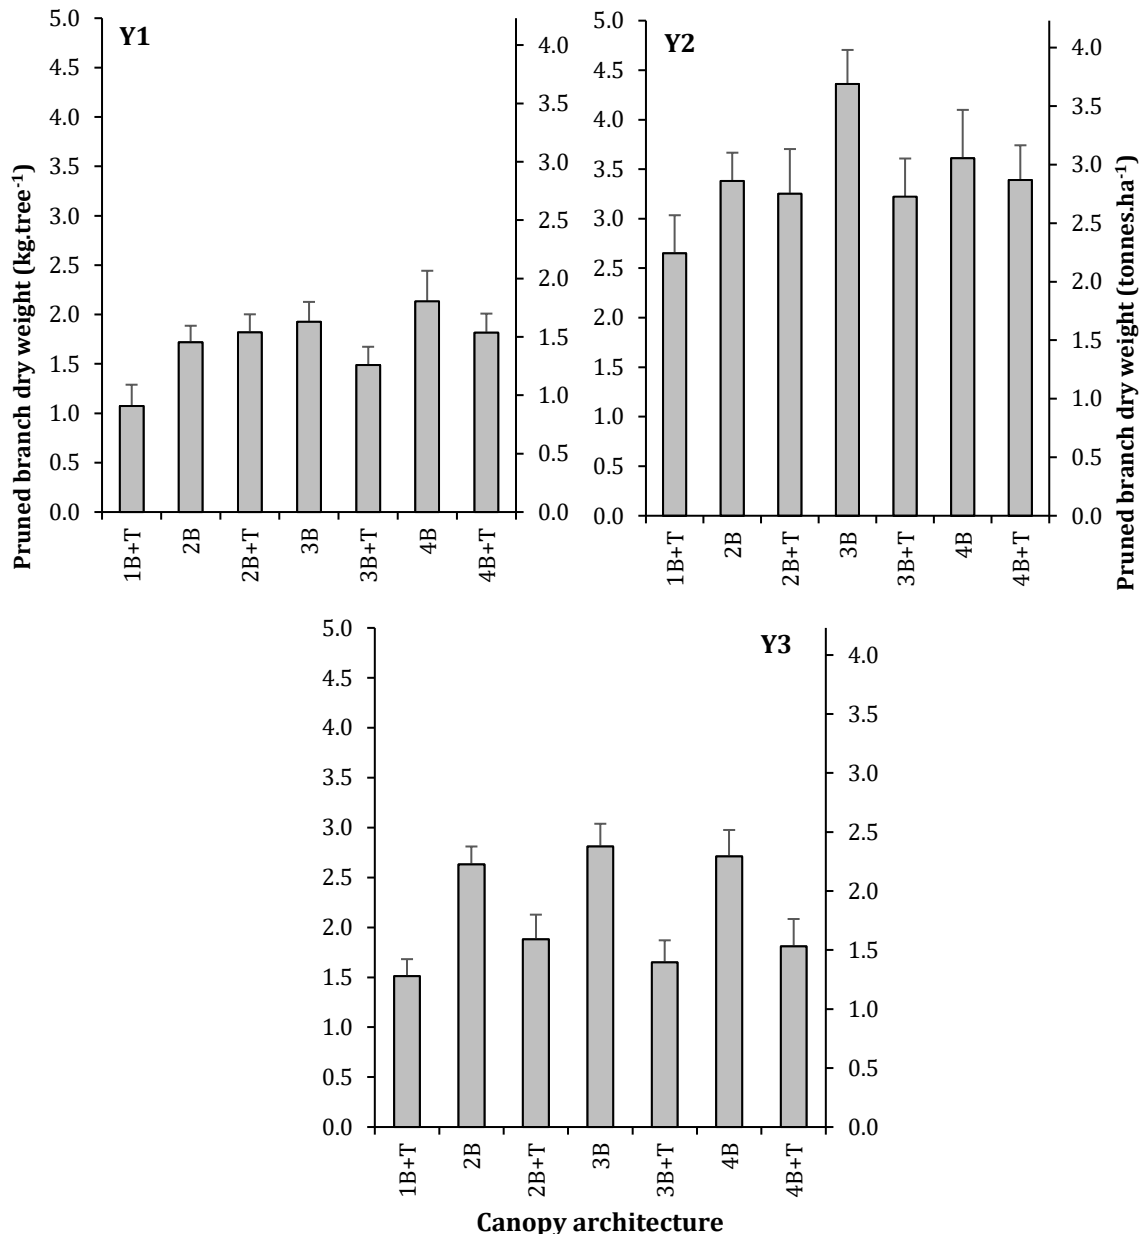 Y1
5.0
4.5
4.0
3.5
3.0
2.5
2.0
1.5
1.0
0.5
0.0
4.0
3.5
3.0
2.5
2.0
1.5
1.0
0.5
0.0
1B+T
2B
2B+T
3B
3B+T
4B
4B+T
Pruned branch dry weight (kg.tree⁻¹)
Y2
5.0
4.5
4.0
3.5
3.0
2.5
2.0
1.5
1.0
0.5
0.0
4.0
3.5
3.0
2.5
2.0
1.5
1.0
0.5
0.0
1B+T
2B
2B+T
3B
3B+T
4B
4B+T
Pruned branch dry weight (tonnes.ha⁻¹)
Y3
5.0
4.5
4.0
3.5
3.0
2.5
2.0
1.5
1.0
0.5
0.0
4.0
3.5
3.0
2.5
2.0
1.5
1.0
0.5
0.0
1B+T
2B
2B+T
3B
3B+T
4B
4B+T
Canopy architecture